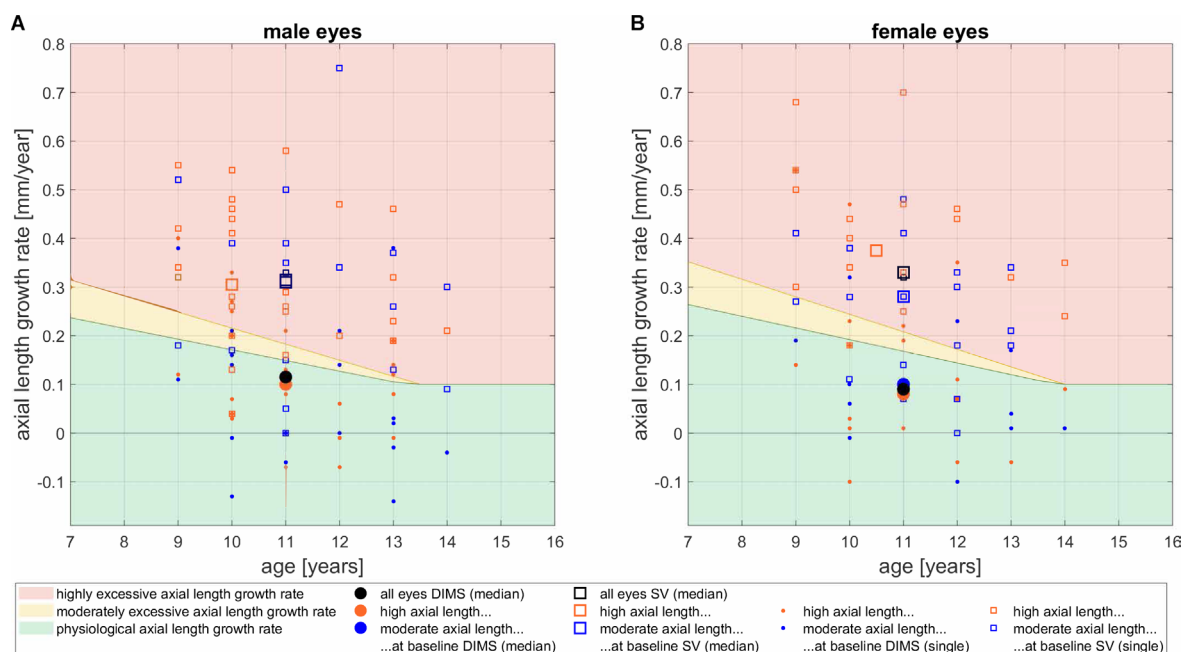 A
male eyes
axial length growth rate [mm/year]
0.8
0.7
0.6
0.5
0.4
0.3
0.2
0.1
0
-0.1
7 8 9 10 11 12 13 14 15 16
age [years]
B
female eyes
axial length growth rate [mm/year]
0.8
0.7
0.6
0.5
0.4
0.3
0.2
0.1
0
-0.1
7 8 9 10 11 12 13 14 15 16
age [years]
highly excessive axial length growth rate
moderately excessive axial length growth rate
physiological axial length growth rate
all eyes DIMS (median)
high axial length...
moderate axial length...
...at baseline DIMS (median)
all eyes SV (median)
high axial length...
moderate axial length...
...at baseline SV (median)
high axial length...
moderate axial length...
...at baseline DIMS (single)
high axial length...
moderate axial length...
...at baseline SV (single)